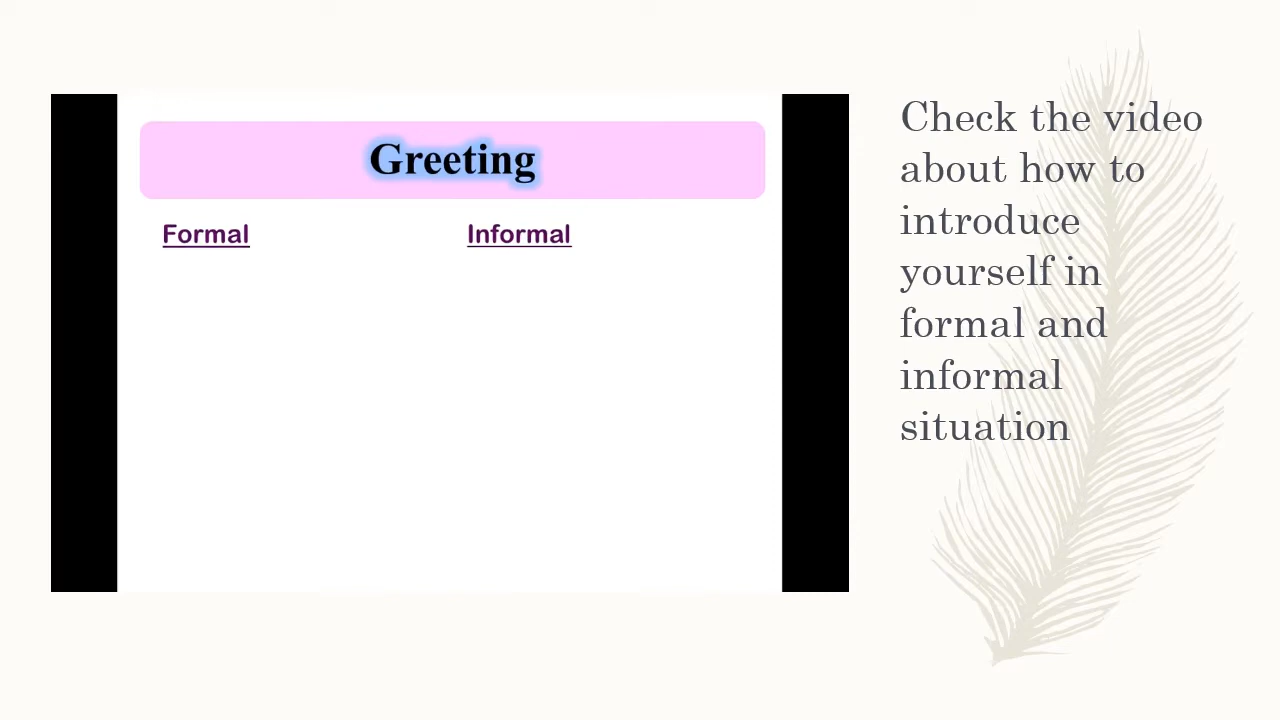 Greeting
Formal Informal
Check the video
about how to
introduce
yourself in
formal and
informal
situation